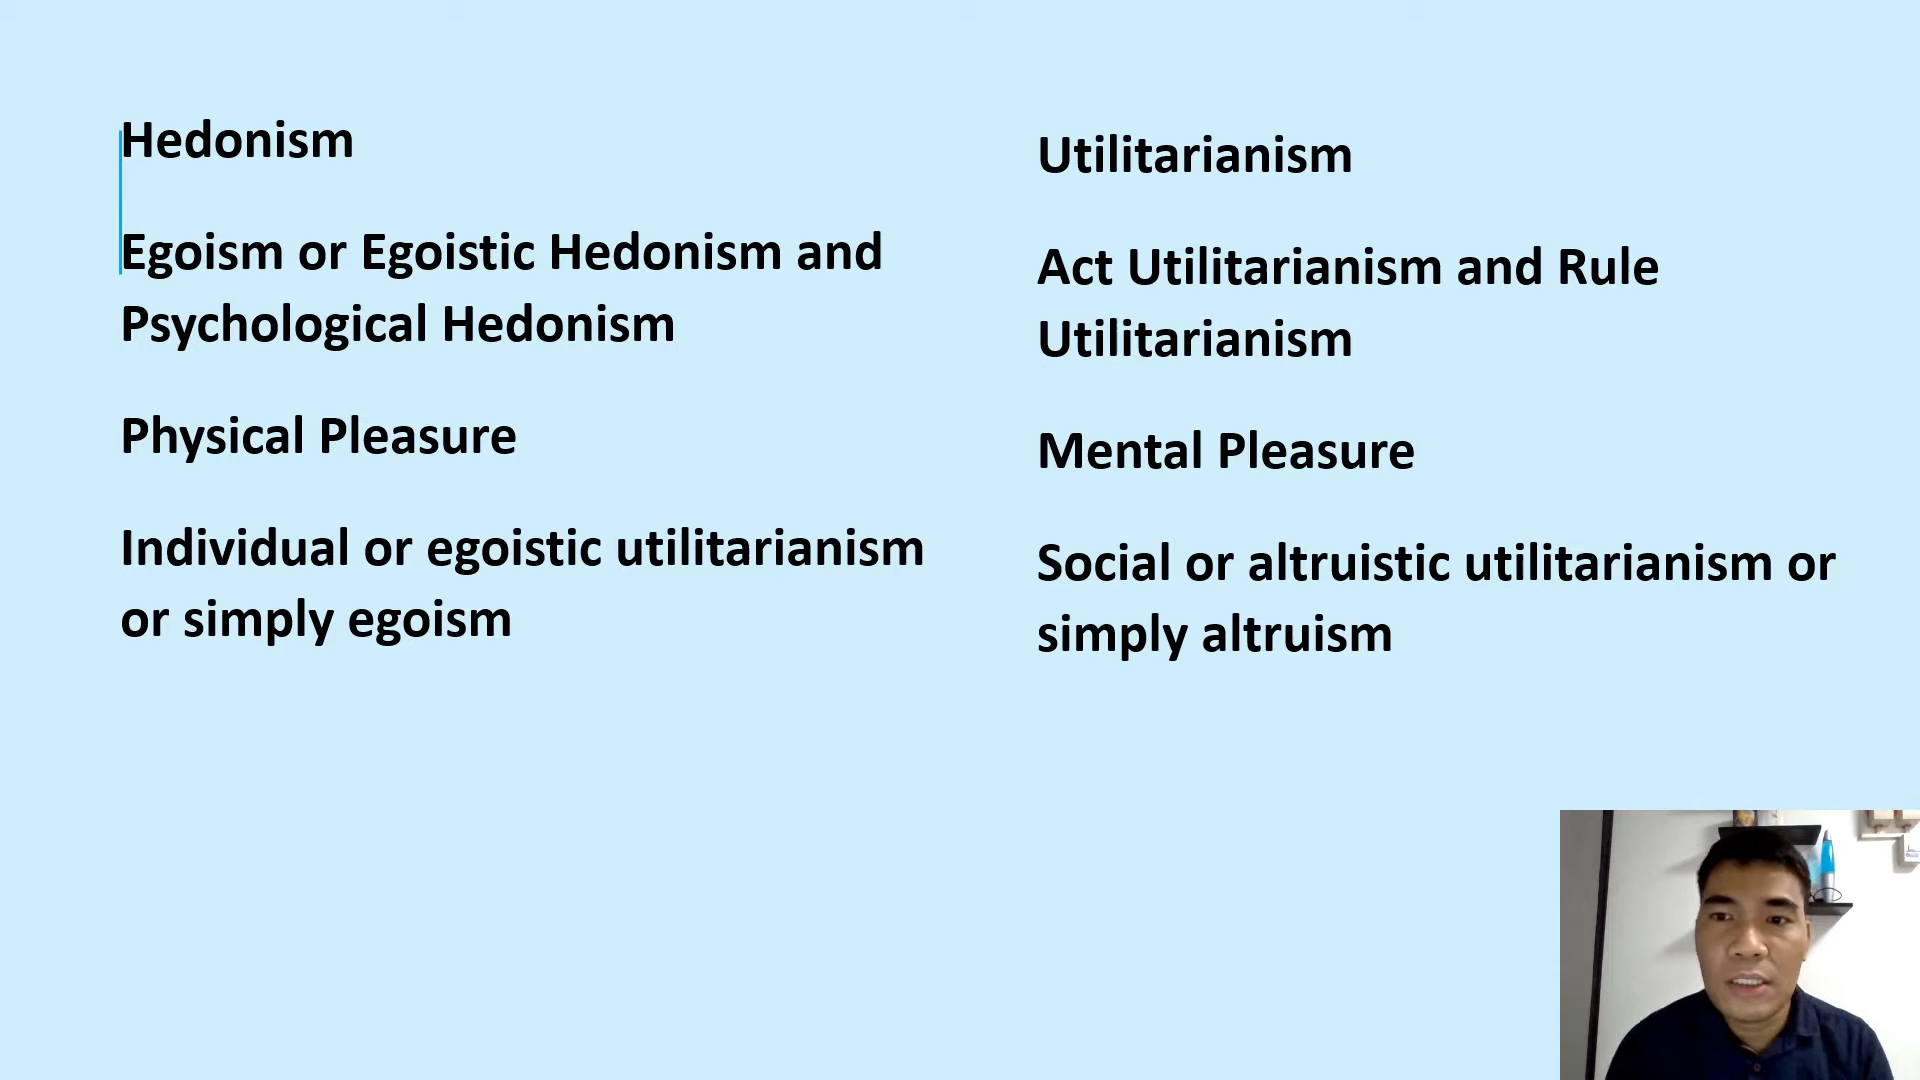 Hedonism
Egoism or Egoistic Hedonism and
Psychological Hedonism
Physical Pleasure
Individual or egoistic utilitarianism
or simply egoism
Utilitarianism
Act Utilitarianism and Rule
Utilitarianism
Mental Pleasure
Social or altruistic utilitarianism or
simply altruism